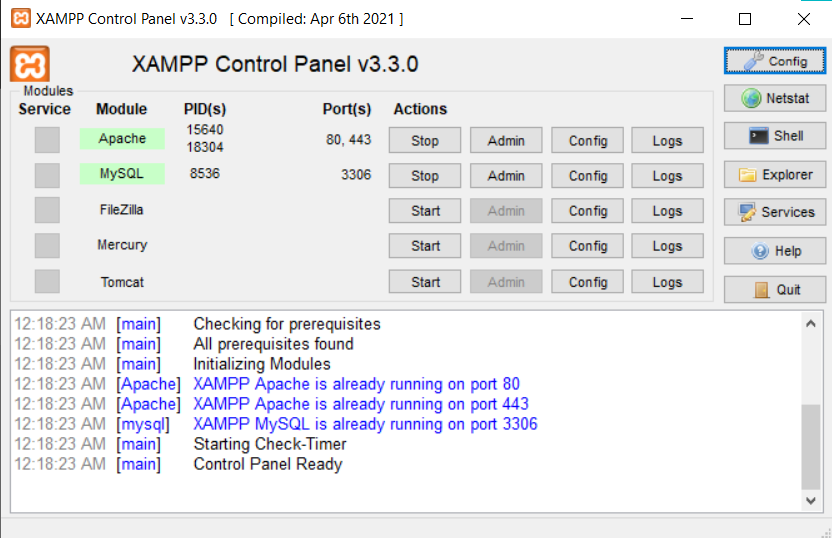 XAMPP Control Panel v3.3.0 [ Compiled: Apr 6th 2021 ]
XAMPP Control Panel v3.3.0
Config
Modules
Service Module PID(s) Port(s) Actions
Netstat
Apache 15640 18304 80, 443 Stop Admin Config Logs
Shell
MySQL 8536 3306 Stop Admin Config Logs
Explorer
FileZilla Start Admin Config Logs
Services
Mercury Start Admin Config Logs
Help
Tomcat Start Admin Config Logs
Quit
12:18:23 AM [main] Checking for prerequisites
12:18:23 AM [main] All prerequisites found
12:18:23 AM [main] Initializing Modules
12:18:23 AM [Apache] XAMPP Apache is already running on port 80
12:18:23 AM [Apache] XAMPP Apache is already running on port 443
12:18:23 AM [mysql] XAMPP MySQL is already running on port 3306
12:18:23 AM [main] Starting Check-Timer
12:18:23 AM [main] Control Panel Ready